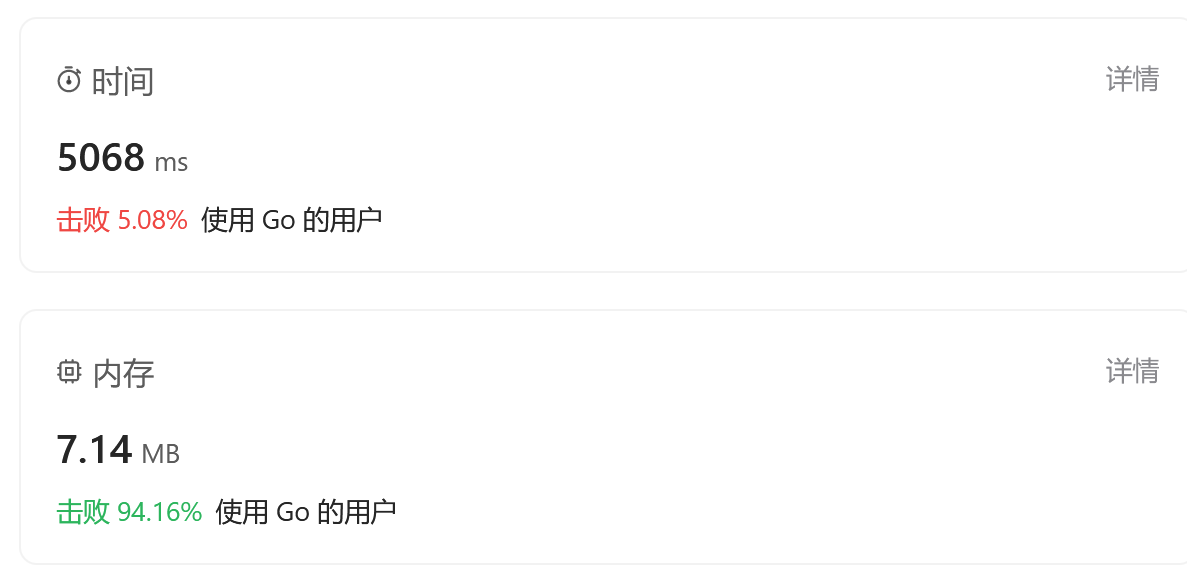 时间 详情
5068 ms
击败 5.08% 使用 Go 的用户
内存 详情
7.14 MB
击败 94.16% 使用 Go 的用户